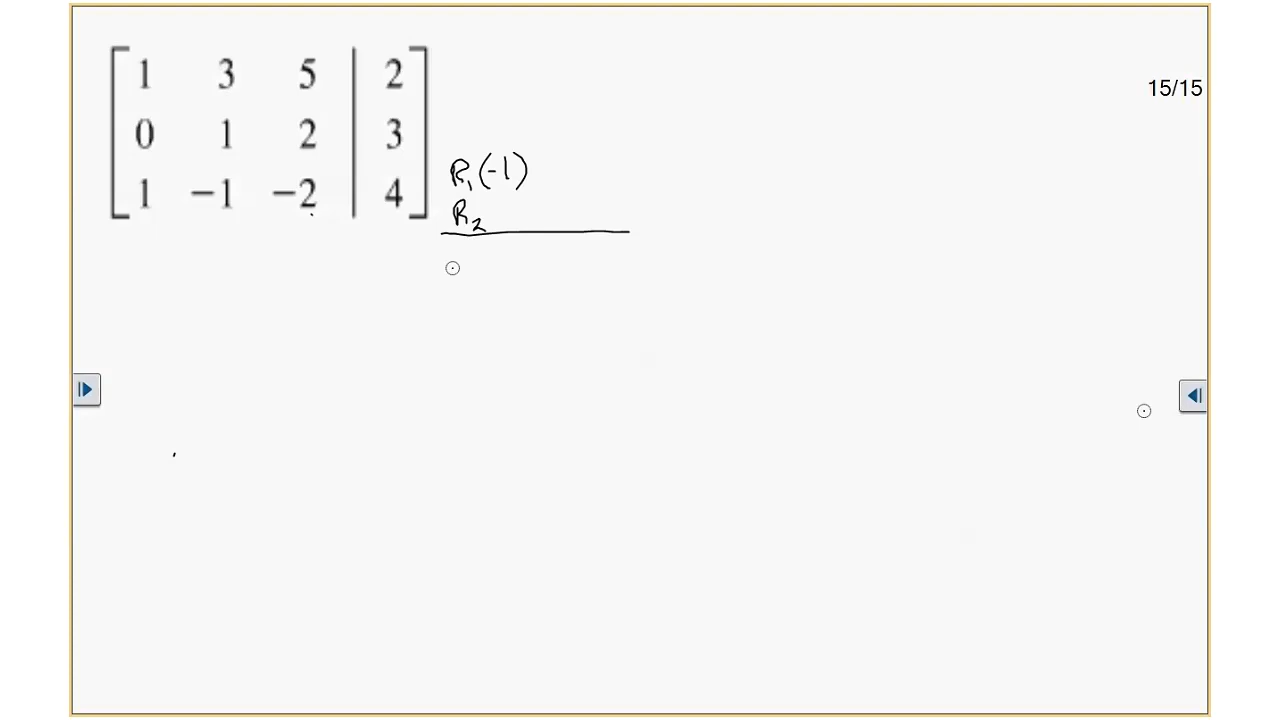 1 3 5 | 2
15/15
0 1 2 | 3
1 −1 −2 | 4
R₁(-1)
R₂